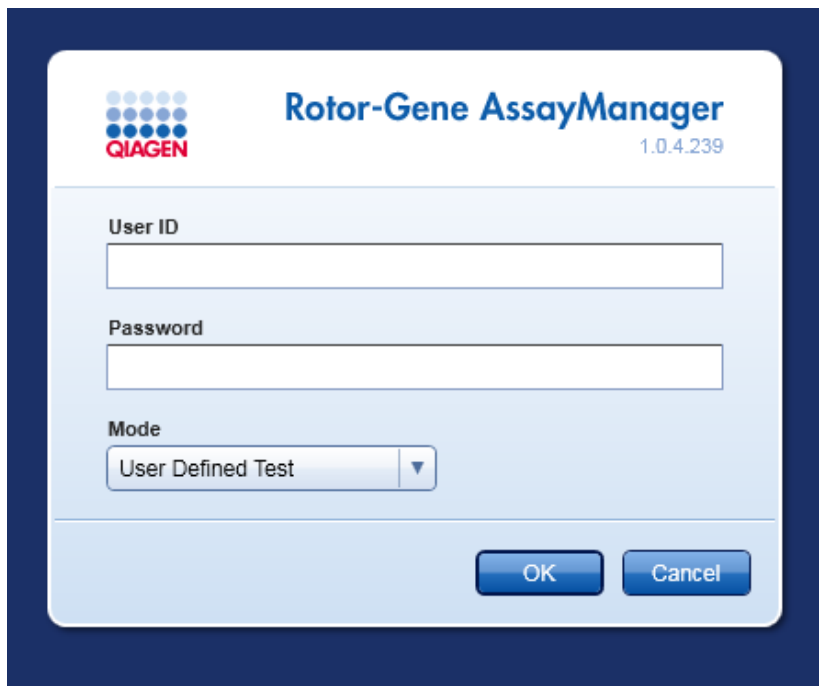 QIAGEN
Rotor-Gene AssayManager
1.0.4.239
User ID
Password
Mode
User Defined Test
OK Cancel